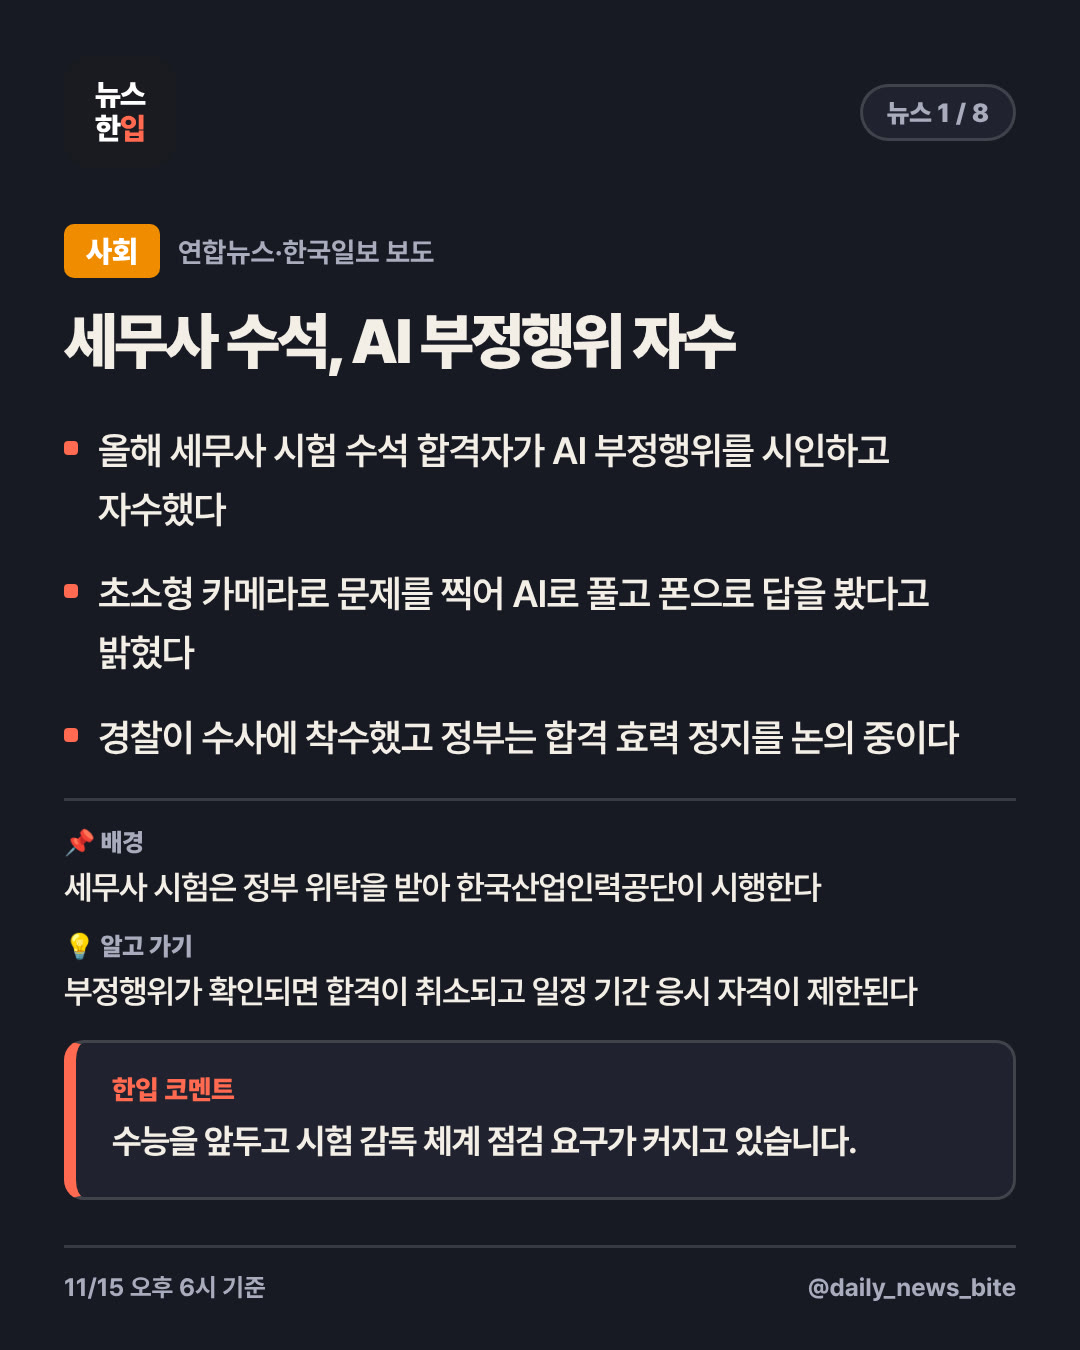 뉴스
한입
뉴스 1 / 8
사회 연합뉴스·한국일보 보도
세무사 수석, AI 부정행위 자수
올해 세무사 시험 수석 합격자가 AI 부정행위를 시인하고
자수했다
초소형 카메라로 문제를 찍어 AI로 풀고 폰으로 답을 봤다고
밝혔다
경찰이 수사에 착수했고 정부는 합격 효력 정지를 논의 중이다
📌 배경
세무사 시험은 정부 위탁을 받아 한국산업인력공단이 시행한다
💡 알고 가기
부정행위가 확인되면 합격이 취소되고 일정 기간 응시 자격이 제한된다
한입 코멘트
수능을 앞두고 시험 감독 체계 점검 요구가 커지고 있습니다.
11/15 오후 6시 기준
@daily_news_bite